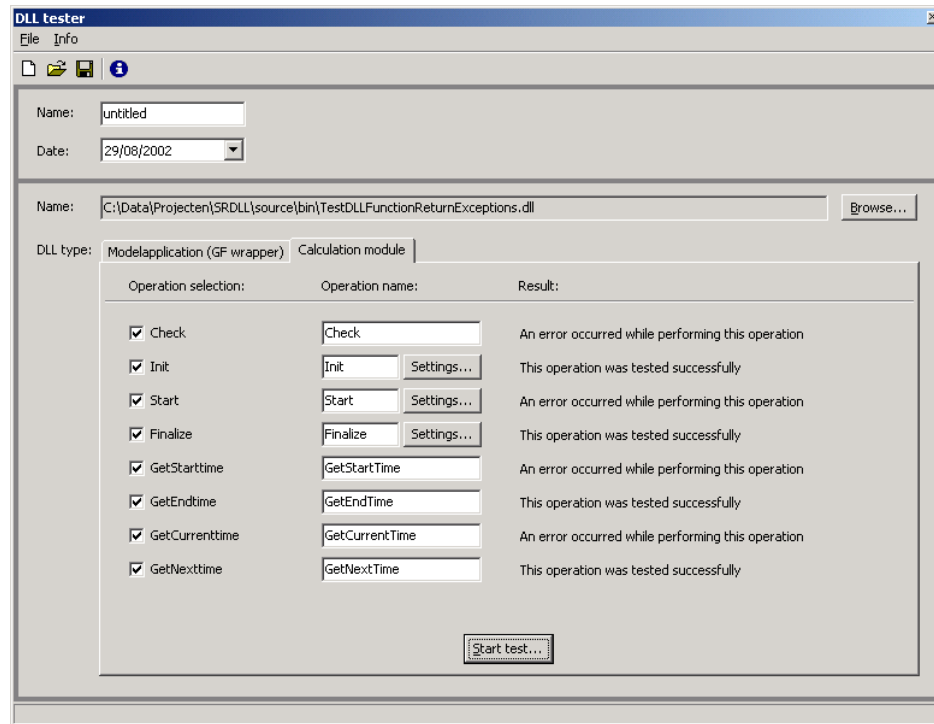 DLL tester
File Info
Name: untitled
Date: 29/08/2002
Name: C:\Data\Projecten\SRDLL\source\bin\TestDLLFunctionReturnExceptions.dll Browse...
DLL type: Modelapplication (GF wrapper) Calculation module
Operation selection: Operation name: Result:
Check Check An error occurred while performing this operation
Init Init Settings... This operation was tested successfully
Start Start Settings... An error occurred while performing this operation
Finalize Finalize Settings... This operation was tested successfully
GetStarttime GetStartTime An error occurred while performing this operation
GetEndtime GetEndTime This operation was tested successfully
GetCurrenttime GetCurrentTime An error occurred while performing this operation
GetNexttime GetNextTime This operation was tested successfully
Start test...